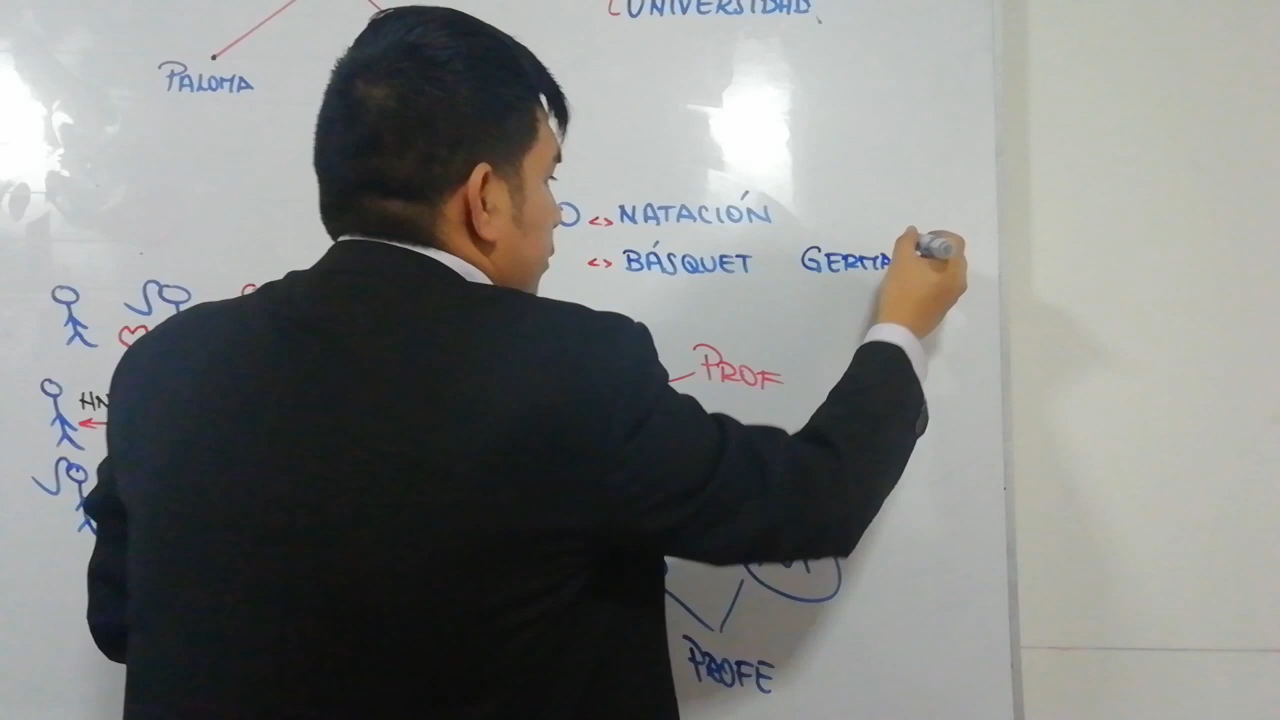 UNIVERSIDAD
PALOMA
<> NATACIÓN
<> BÁSQUET GERMA
PROF
HN
PROFE